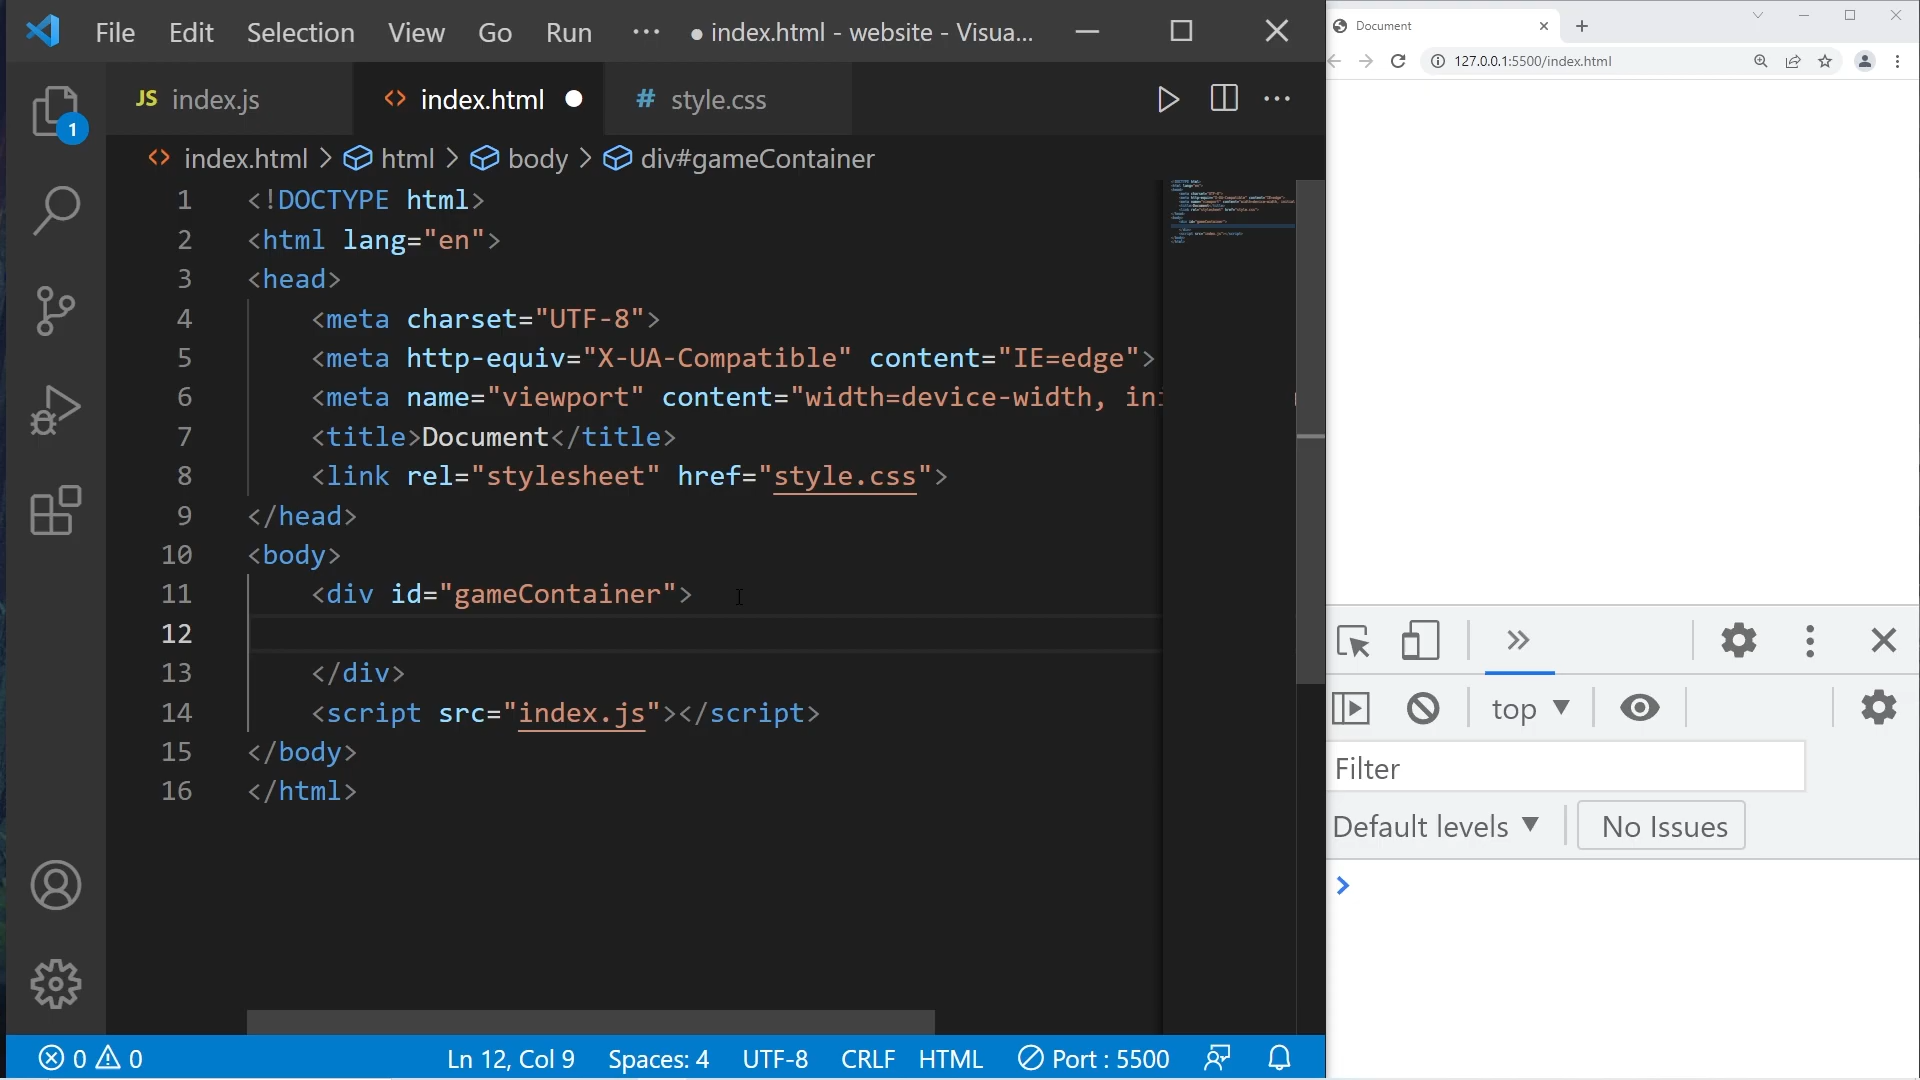 File Edit Selection View Go Run ··· ● index.html - website - Visua...
JS index.js <> index.html ● # style.css
<> index.html > html > body > div#gameContainer
1 <!DOCTYPE html>
2 <html lang="en">
3 <head>
4 <meta charset="UTF-8">
5 <meta http-equiv="X-UA-Compatible" content="IE=edge">
6 <meta name="viewport" content="width=device-width, ini
7 <title>Document</title>
8 <link rel="stylesheet" href="style.css">
9 </head>
10 <body>
11 <div id="gameContainer">
12
13 </div>
14 <script src="index.js"></script>
15 </body>
16 </html>
1
0 0 Ln 12, Col 9 Spaces: 4 UTF-8 CRLF HTML Port : 5500
Document
127.0.0.1:5500/index.html
top
Filter
Default levels No Issues